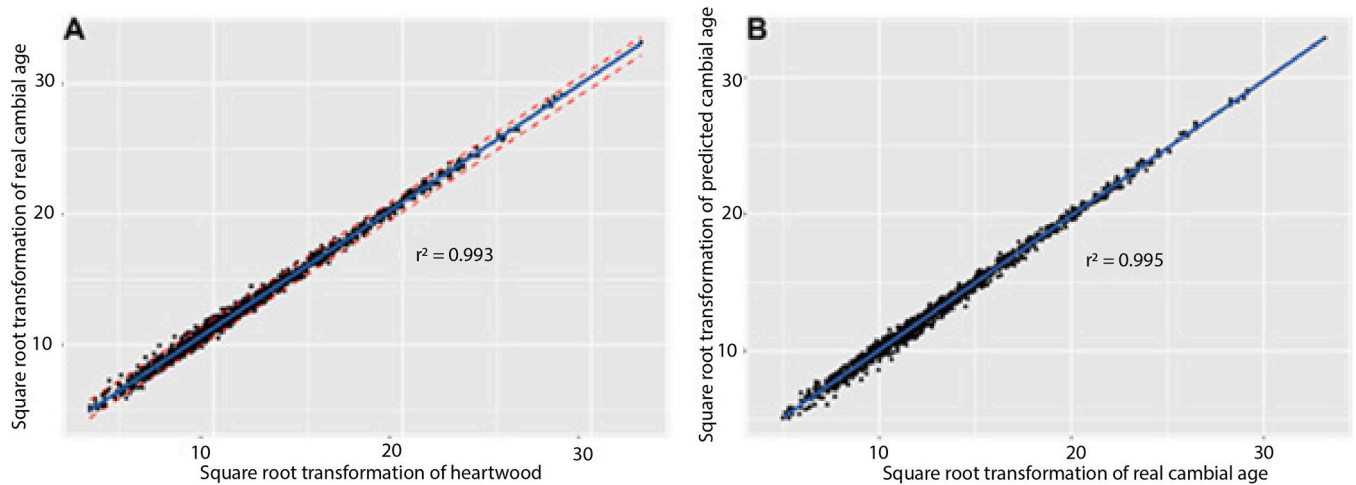 A
Square root transformation of real cambial age
30
20
10
r² = 0.993
10 20 30
Square root transformation of heartwood
B
Square root transformation of predicted cambial age
30
20
10
r² = 0.995
10 20 30
Square root transformation of real cambial age